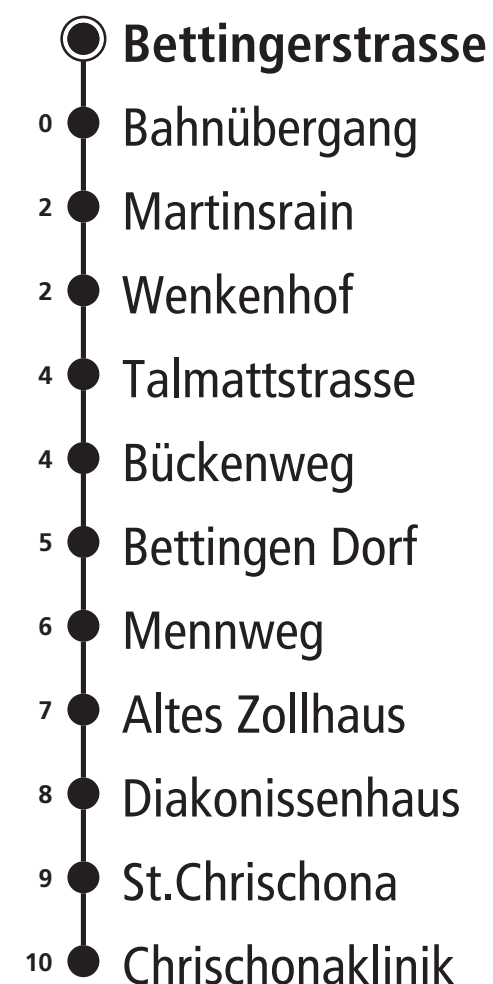 Bettingerstrasse
0 Bahnübergang
2 Martinsrain
2 Wenkenhof
4 Talmattstrasse
4 Bückenweg
5 Bettingen Dorf
6 Mennweg
7 Altes Zollhaus
8 Diakonissenhaus
9 St.Chrischona
10 Chrischonaklinik